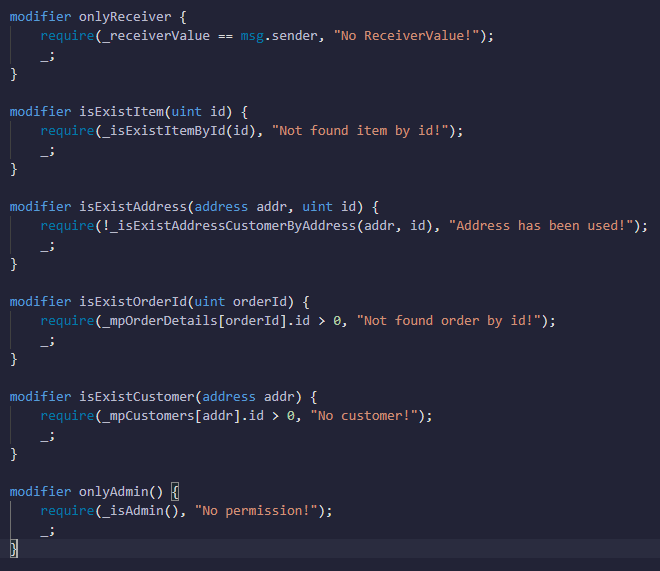 modifier onlyReceiver {
require(_receiverValue == msg.sender, "No ReceiverValue!");
_;
}
modifier isExistItem(uint id) {
require(_isExistItemById(id), "Not found item by id!");
_;
}
modifier isExistAddress(address addr, uint id) {
require(!_isExistAddressCustomerByAddress(addr, id), "Address has been used!");
_;
}
modifier isExistOrderId(uint orderId) {
require(_mpOrderDetails[orderId].id > 0, "Not found order by id!");
_;
}
modifier isExistCustomer(address addr) {
require(_mpCustomers[addr].id > 0, "No customer!");
_;
}
modifier onlyAdmin() {
require(_isAdmin(), "No permission!");
_;
}